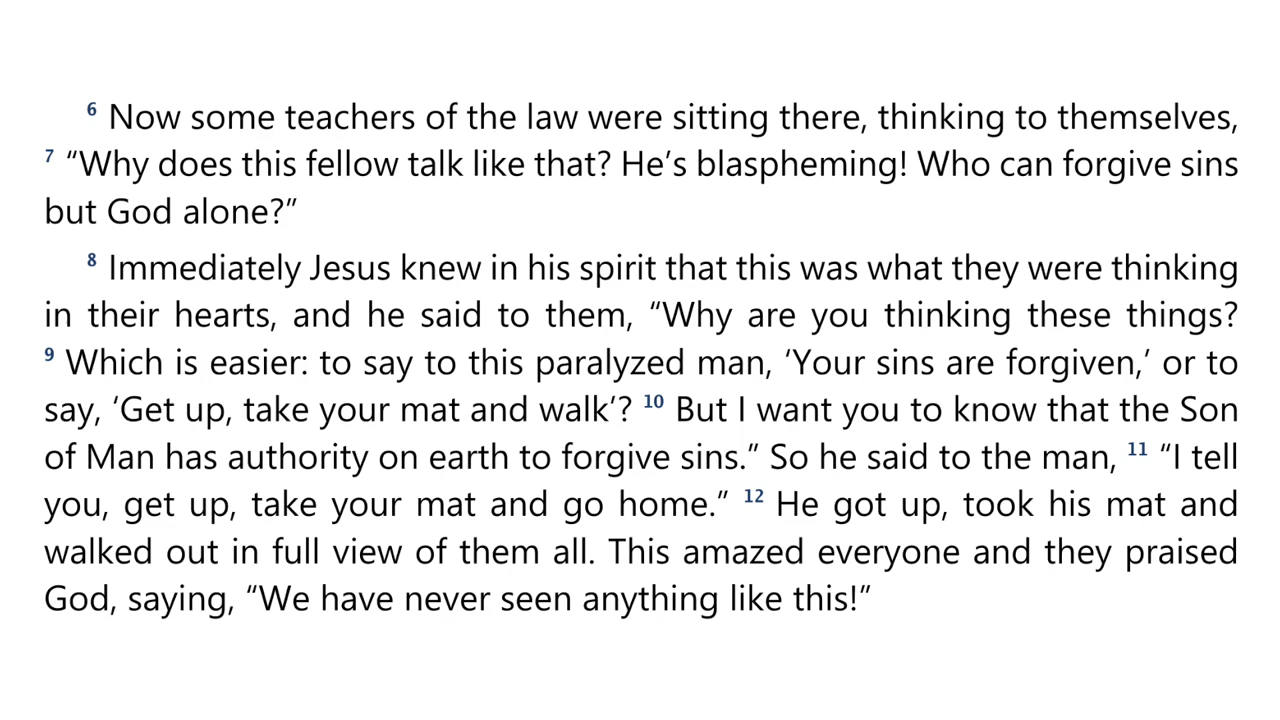 6 Now some teachers of the law were sitting there, thinking to themselves,
7 “Why does this fellow talk like that? He’s blaspheming! Who can forgive sins
but God alone?”
8 Immediately Jesus knew in his spirit that this was what they were thinking
in their hearts, and he said to them, “Why are you thinking these things?
9 Which is easier: to say to this paralyzed man, ‘Your sins are forgiven,’ or to
say, ‘Get up, take your mat and walk’? 10 But I want you to know that the Son
of Man has authority on earth to forgive sins.” So he said to the man, 11 “I tell
you, get up, take your mat and go home.” 12 He got up, took his mat and
walked out in full view of them all. This amazed everyone and they praised
God, saying, “We have never seen anything like this!”